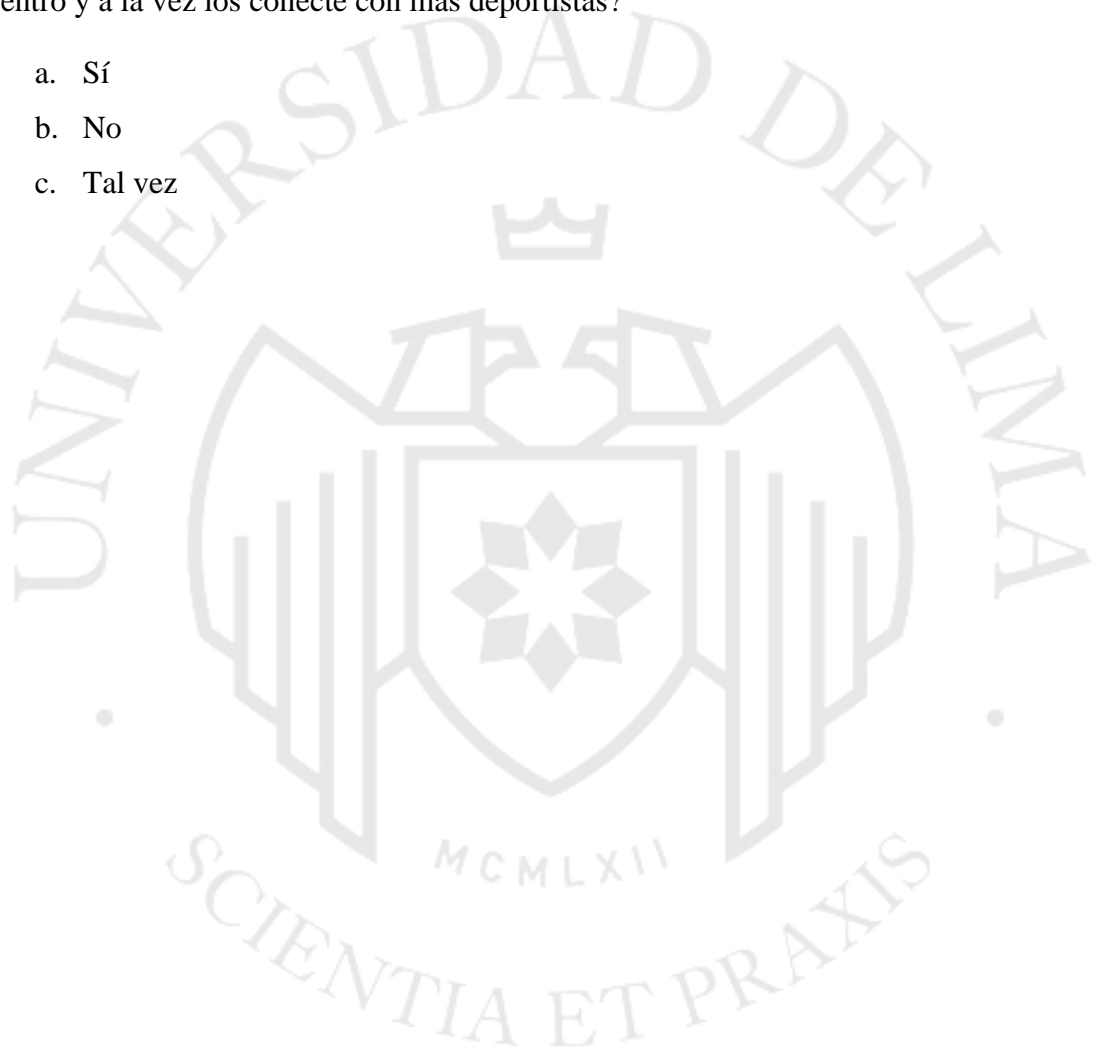 entro y a la vez los conecte con más deportistas?
a. Sí
b. No
c. Tal vez
UNIVERSIDAD DE LIMA
MCMLXII
SCIENTIA ET PRAXIS